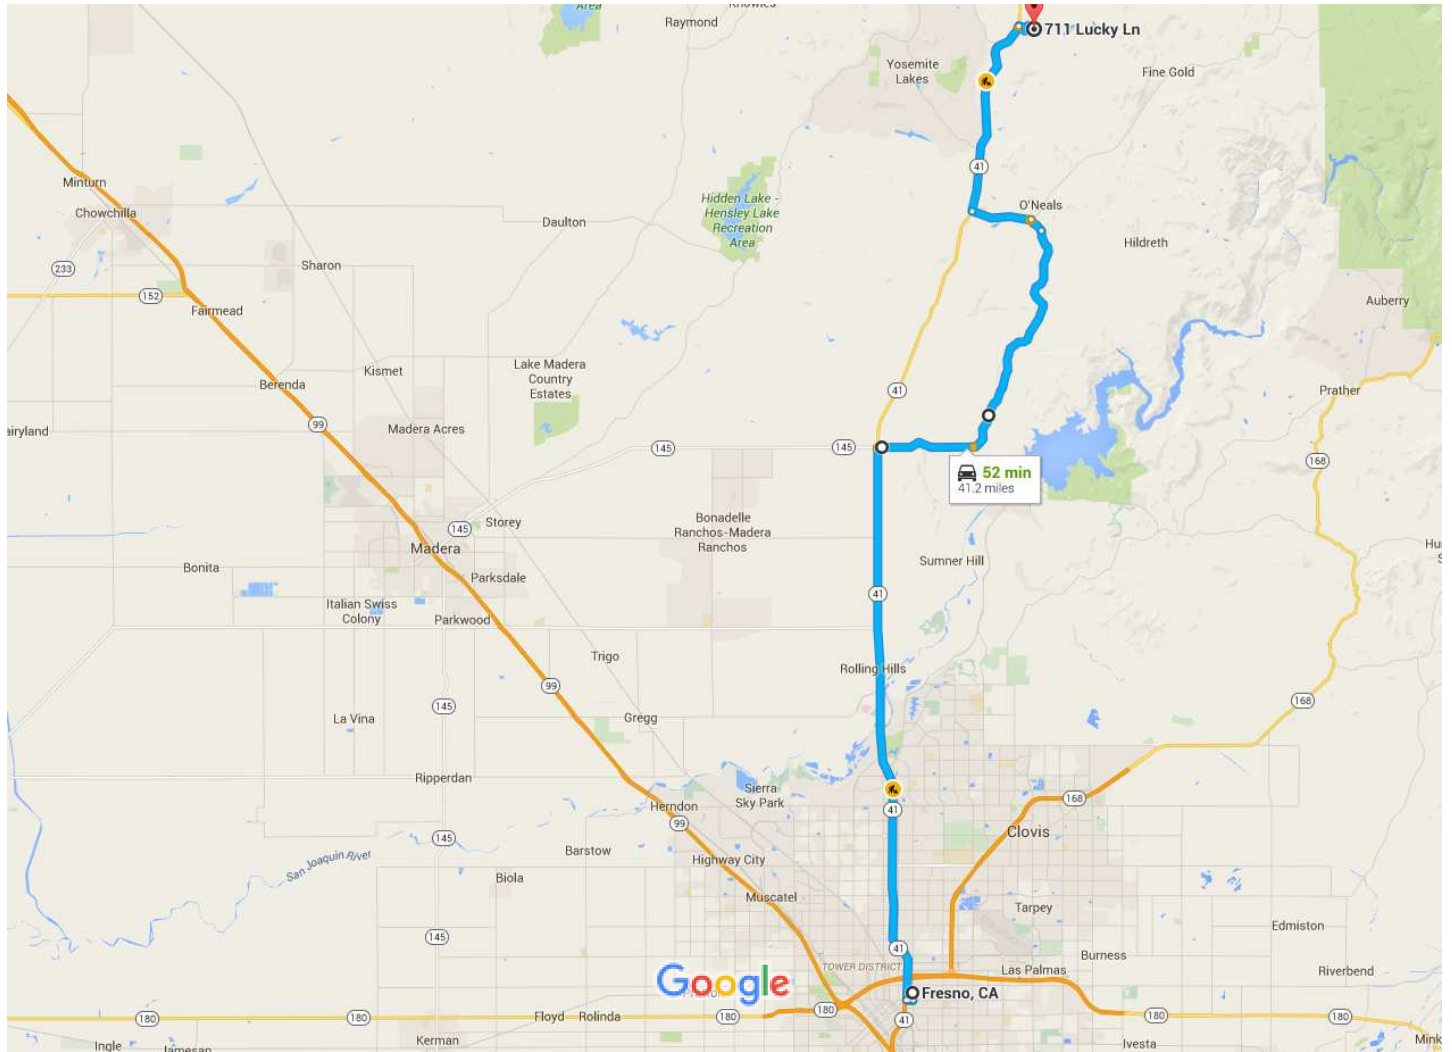 Area
Raymond
Knowles
711 Lucky Ln
Yosemite
Lakes
Fine Gold
Minturn
Chowchilla
41
Hidden Lake -
Hensley Lake
Recreation
Area
Daulton
O'Neals
Hildreth
233
Sharon
152
Fairmead
Auberry
Lake Madera
Country
Estates
Kismet
Berenda
41
Prather
99
Madera Acres
airyland
145
145
168
52 min
41.2 miles
145
Storey
Bonadelle
Ranchos-Madera
Ranchos
Madera
Sumner Hill
Bonita
Parksdale
41
Italian Swiss
Colony
Parkwood
Trigo
Rolling Hills
99
168
145
La Vina
Gregg
Ripperdan
Sierra
Sky Park
Herndon
168
41
99
Clovis
145
Barstow
San Joaquin River
Highway City
Biola
Muscatel
Tarpey
Edmiston
145
41
Burness
TOWER DISTRICT
Las Palmas
Riverbend
Google
Fresno, CA
180
Floyd
Rolinda
180
180
41
180
180
Kerman
Ivesta
Ingle
Jamesan